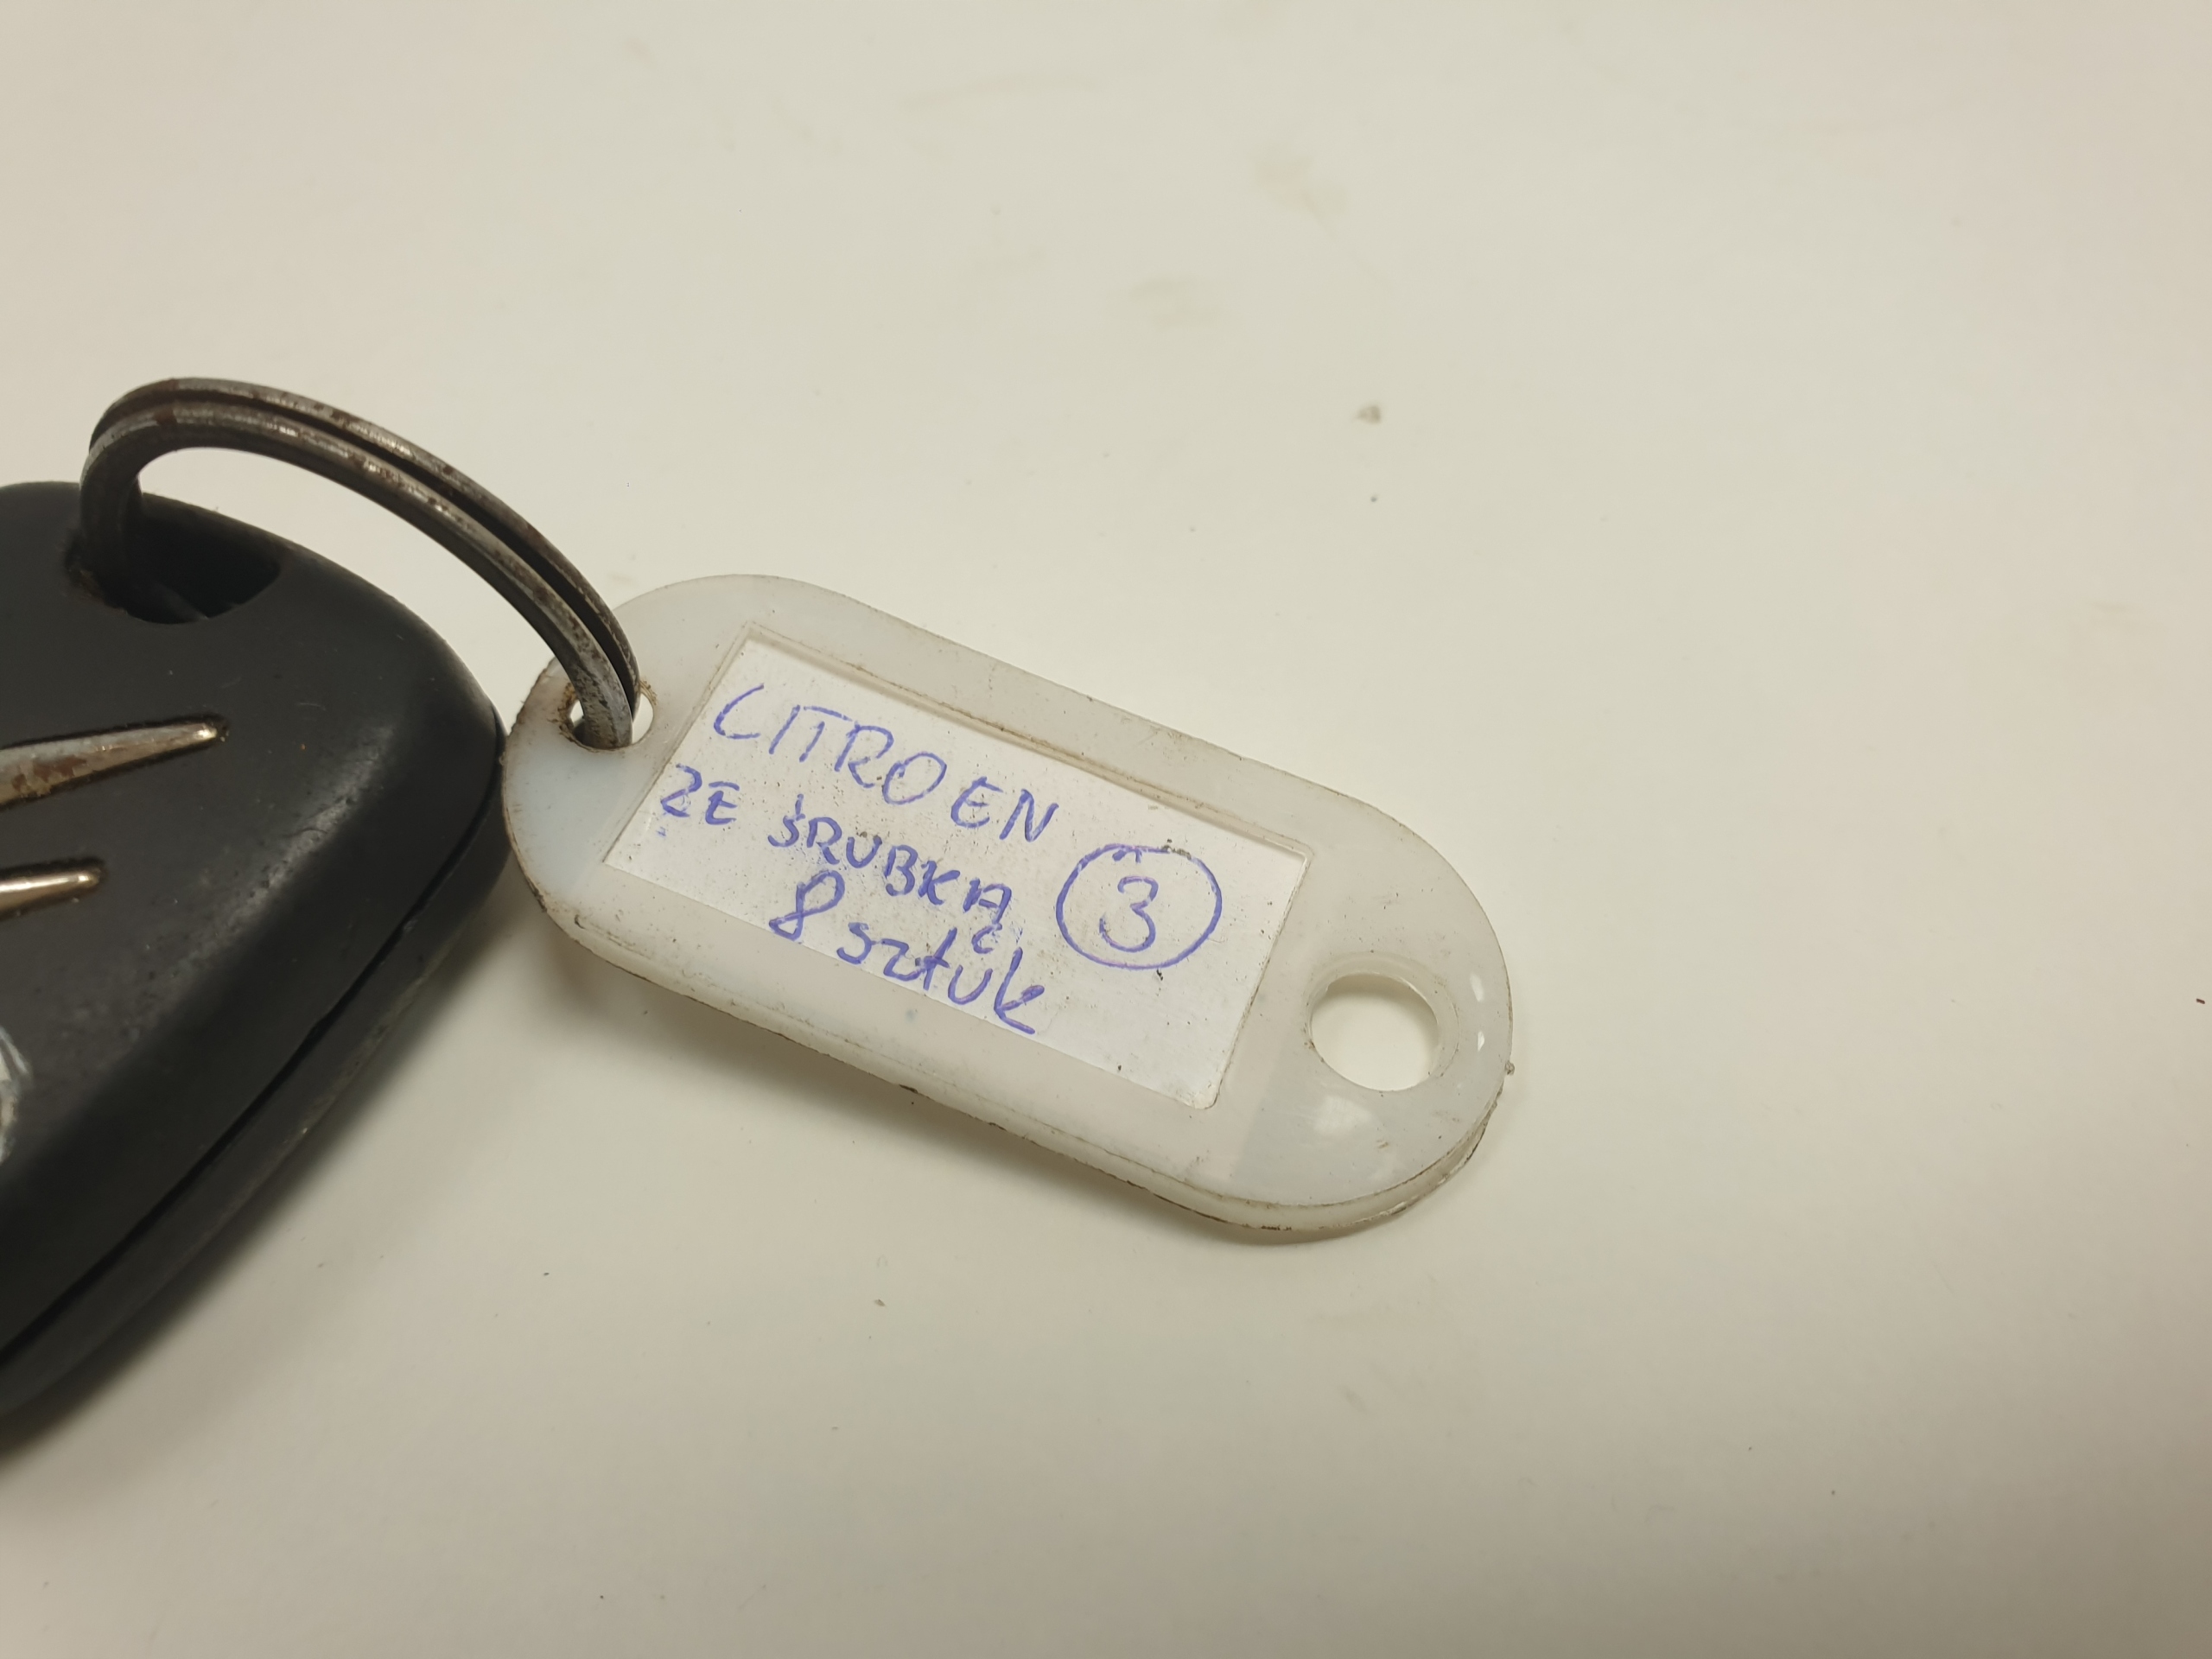 CITROEN
ZE ŚRUBKĄ
8 sztuk
3